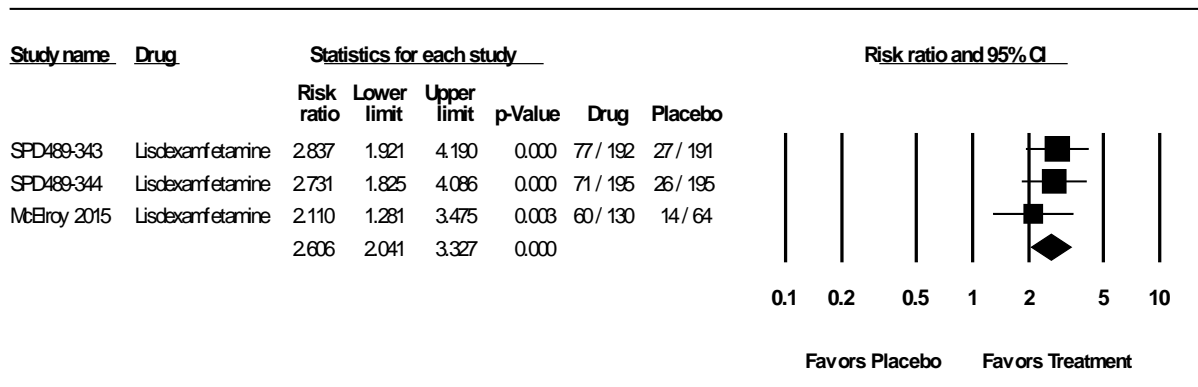 Study name Drug Statistics for each study Risk ratio and 95% CI
Risk Lower Upper
ratio limit limit p-Value Drug Placebo
SPD489-343 Lisdexamfetamine 2.837 1.921 4.190 0.000 77 / 192 27 / 191
SPD489-344 Lisdexamfetamine 2.731 1.825 4.086 0.000 71 / 195 26 / 195
McElroy 2015 Lisdexamfetamine 2.110 1.281 3.475 0.003 60 / 130 14 / 64
2.606 2.041 3.327 0.000
0.1 0.2 0.5 1 2 5 10
Favors Placebo Favors Treatment